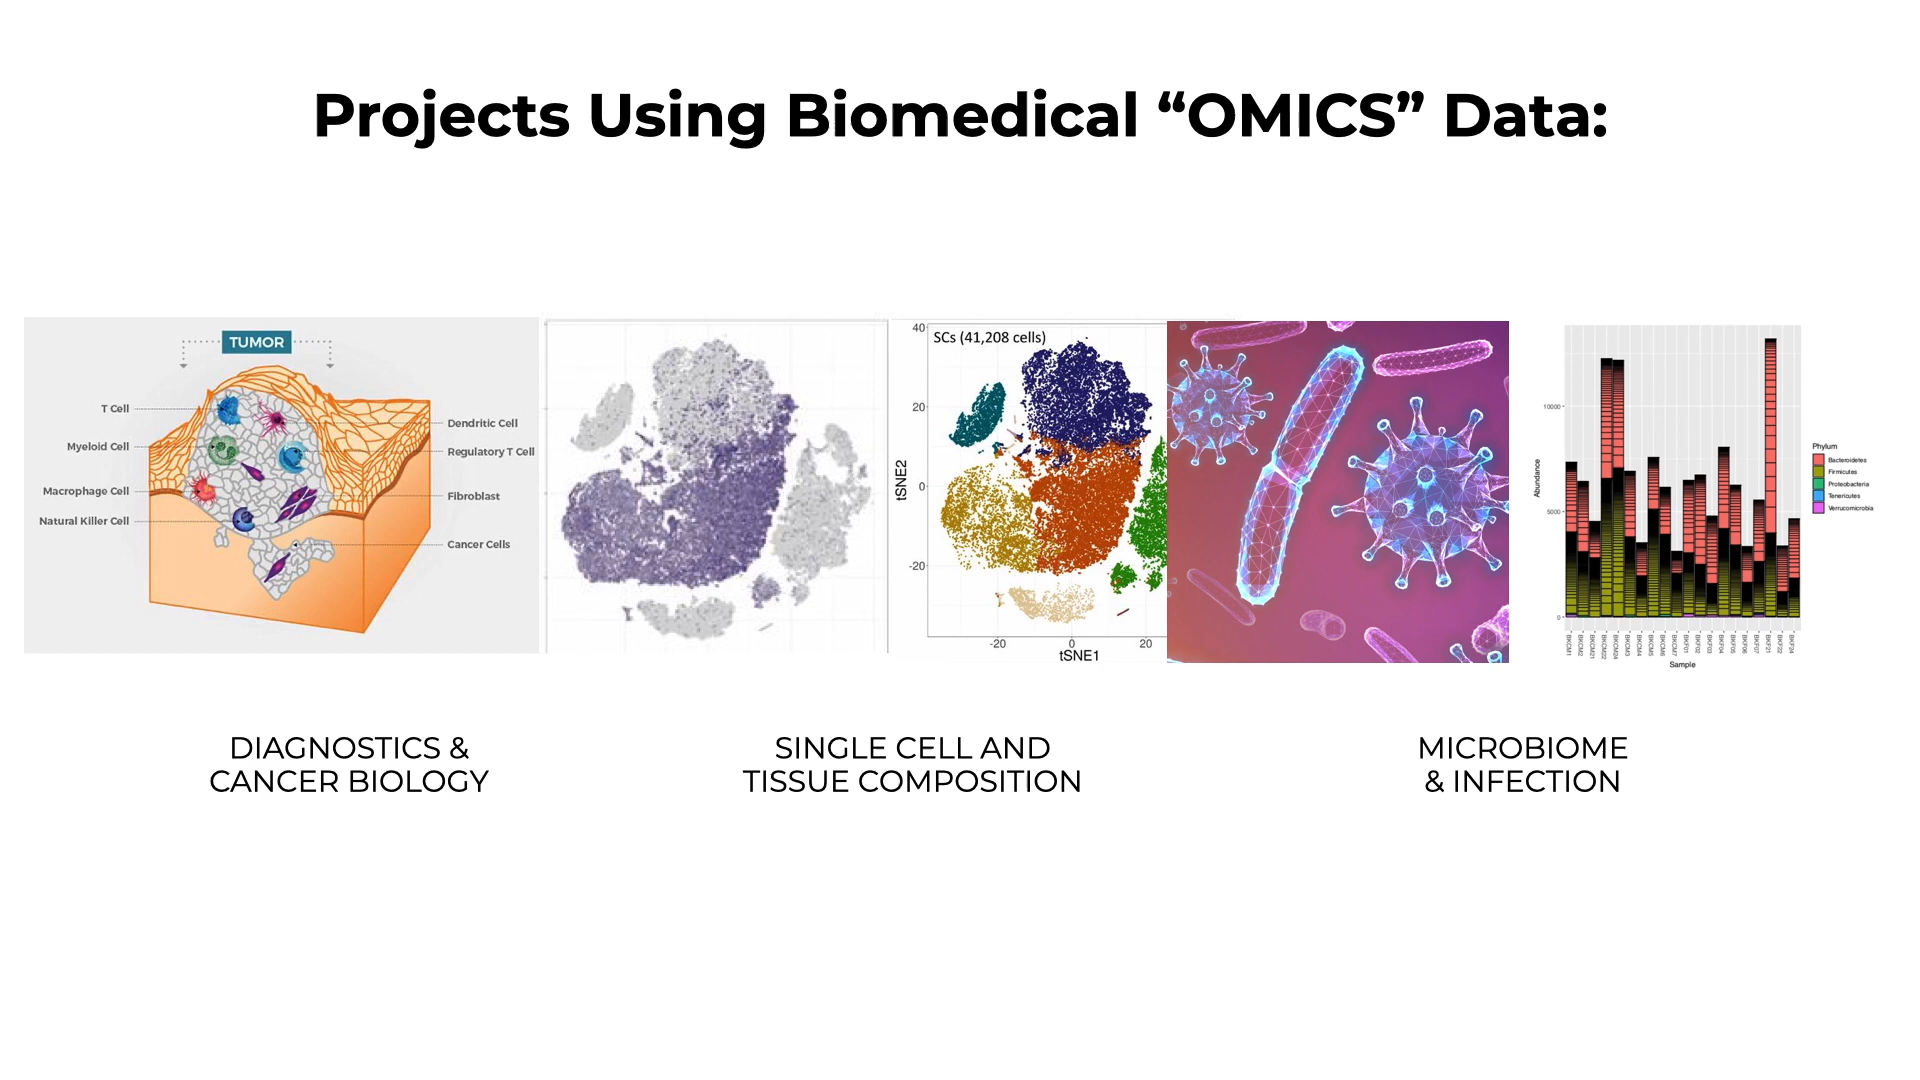 Projects Using Biomedical “OMICS” Data:
TUMOR
T Cell
Myeloid Cell
Macrophage Cell
Natural Killer Cell
Dendritic Cell
Regulatory T Cell
Fibroblast
Cancer Cells
SCs (41,208 cells)
40
20
0
-20
tSNE2
-20
0
20
tSNE1
10000
5000
0
Abundance
Sample
Phylum
Bacteroidetes
Firmicutes
Proteobacteria
Tenericutes
Verrucomicrobia
DIAGNOSTICS &
CANCER BIOLOGY
SINGLE CELL AND
TISSUE COMPOSITION
MICROBIOME
& INFECTION